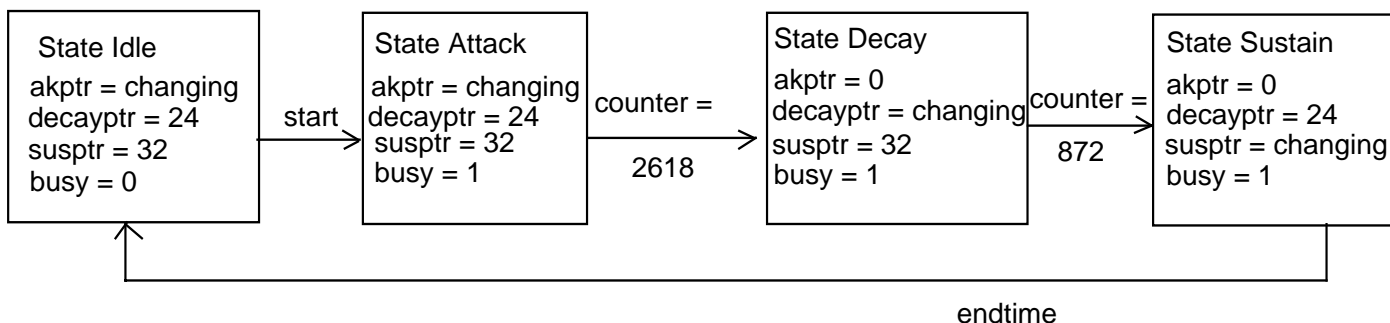 State Idle
akptr = changing
decayptr = 24
susptr = 32
busy = 0
start
State Attack
akptr = changing
decayptr = 24
susptr = 32
busy = 1
counter =
2618
State Decay
akptr = 0
decayptr = changing
susptr = 32
busy = 1
counter =
872
State Sustain
akptr = 0
decayptr = 24
susptr = changing
busy = 1
endtime